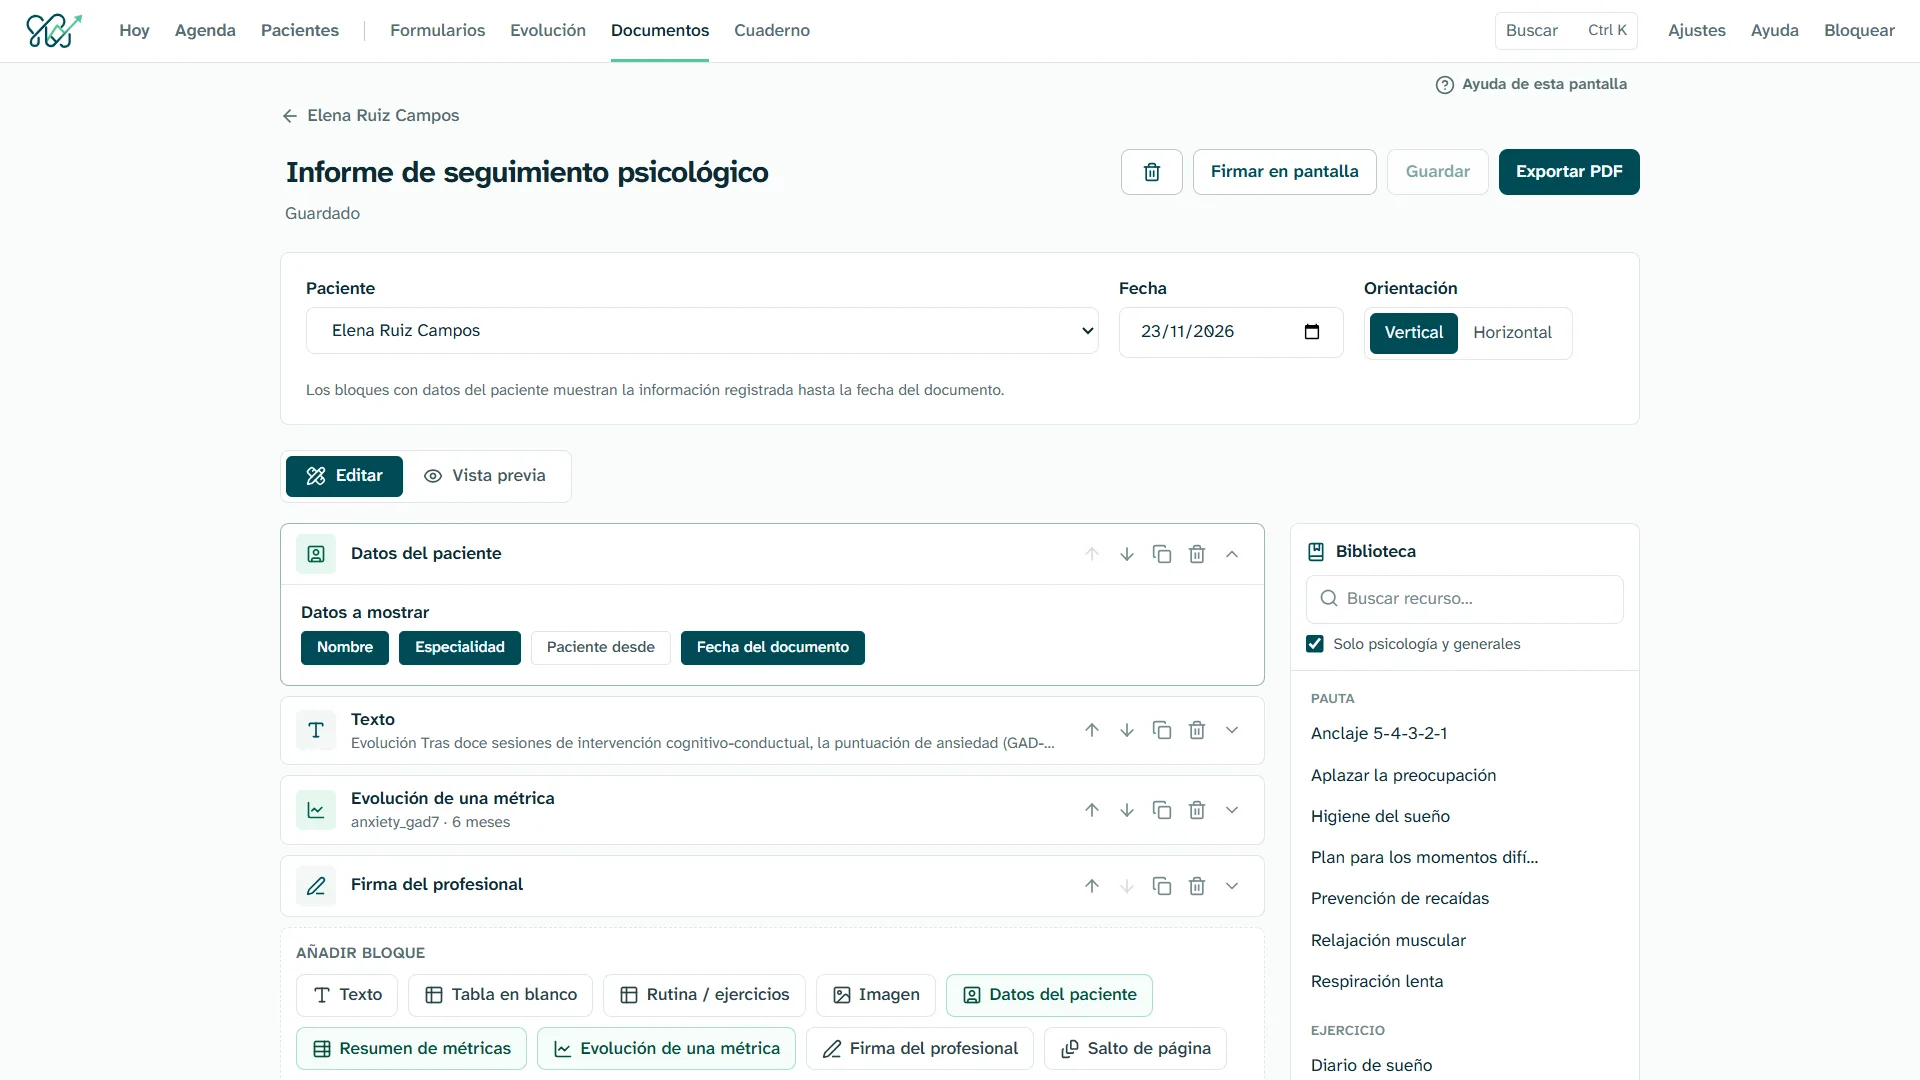 Hoy Agenda Pacientes Formularios Evolución Documentos Cuaderno Buscar Ctrl K Ajustes Ayuda Bloquear
Ayuda de esta pantalla
Elena Ruiz Campos
Informe de seguimiento psicológico
Firmar en pantalla Guardar Exportar PDF
Guardado
Paciente Fecha Orientación
Elena Ruiz Campos 23/11/2026 Vertical Horizontal
Los bloques con datos del paciente muestran la información registrada hasta la fecha del documento.
Editar Vista previa
Datos del paciente
Datos a mostrar
Nombre Especialidad Paciente desde Fecha del documento
Texto
Evolución Tras doce sesiones de intervención cognitivo-conductual, la puntuación de ansiedad (GAD-...
Evolución de una métrica
anxiety_gad7 · 6 meses
Firma del profesional
AÑADIR BLOQUE
Texto Tabla en blanco Rutina / ejercicios Imagen Datos del paciente
Resumen de métricas Evolución de una métrica Firma del profesional Salto de página
Biblioteca
Buscar recurso...
Solo psicología y generales
PAUTA
Anclaje 5-4-3-2-1
Aplazar la preocupación
Higiene del sueño
Plan para los momentos difí...
Prevención de recaídas
Relajación muscular
Respiración lenta
EJERCICIO
Diario de sueño